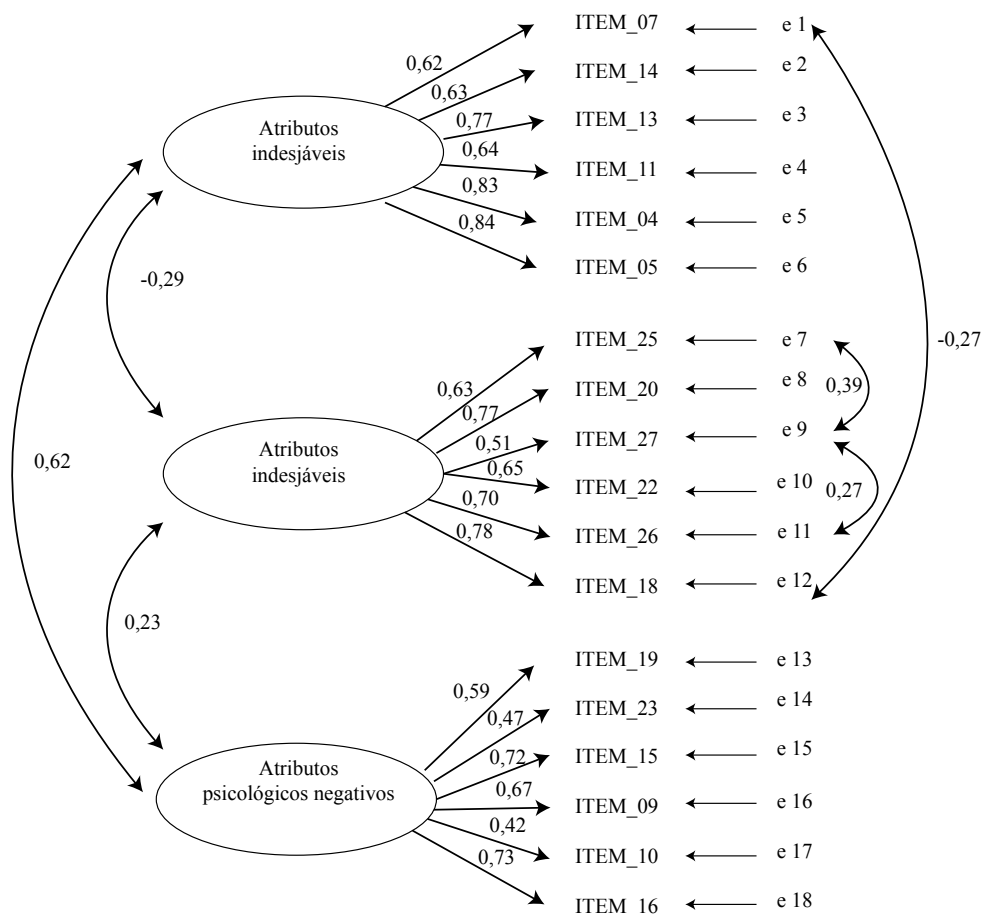 ITEM_07
e 1
0,62
ITEM_14
e 2
0,63
Atributos
indesjáveis
0,77
ITEM_13
e 3
0,64
ITEM_11
e 4
0,83
ITEM_04
e 5
0,84
ITEM_05
e 6
-0,29
ITEM_25
e 7
-0,27
0,63
ITEM_20
e 8
0,39
0,77
Atributos
indesjáveis
0,51
ITEM_27
e 9
0,62
0,65
ITEM_22
e 10
0,27
0,70
ITEM_26
e 11
0,78
ITEM_18
e 12
0,23
ITEM_19
e 13
0,59
ITEM_23
e 14
0,47
Atributos
psicológicos negativos
0,72
ITEM_15
e 15
0,67
ITEM_09
e 16
0,42
ITEM_10
e 17
0,73
ITEM_16
e 18